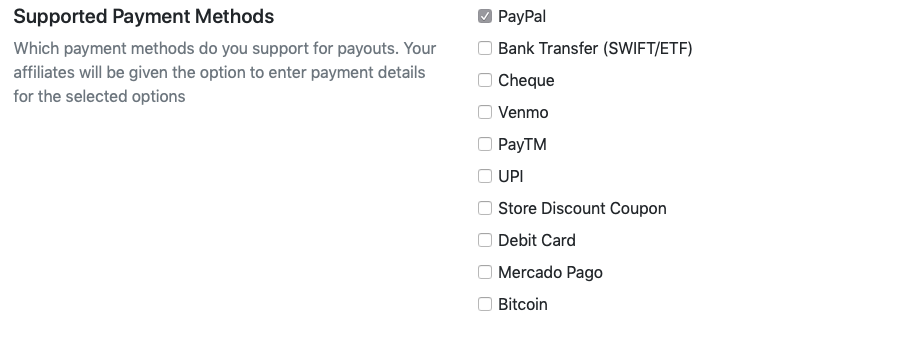 Supported Payment Methods
Which payment methods do you support for payouts. Your
affiliates will be given the option to enter payment details
for the selected options
PayPal
Bank Transfer (SWIFT/ETF)
Cheque
Venmo
PayTM
UPI
Store Discount Coupon
Debit Card
Mercado Pago
Bitcoin